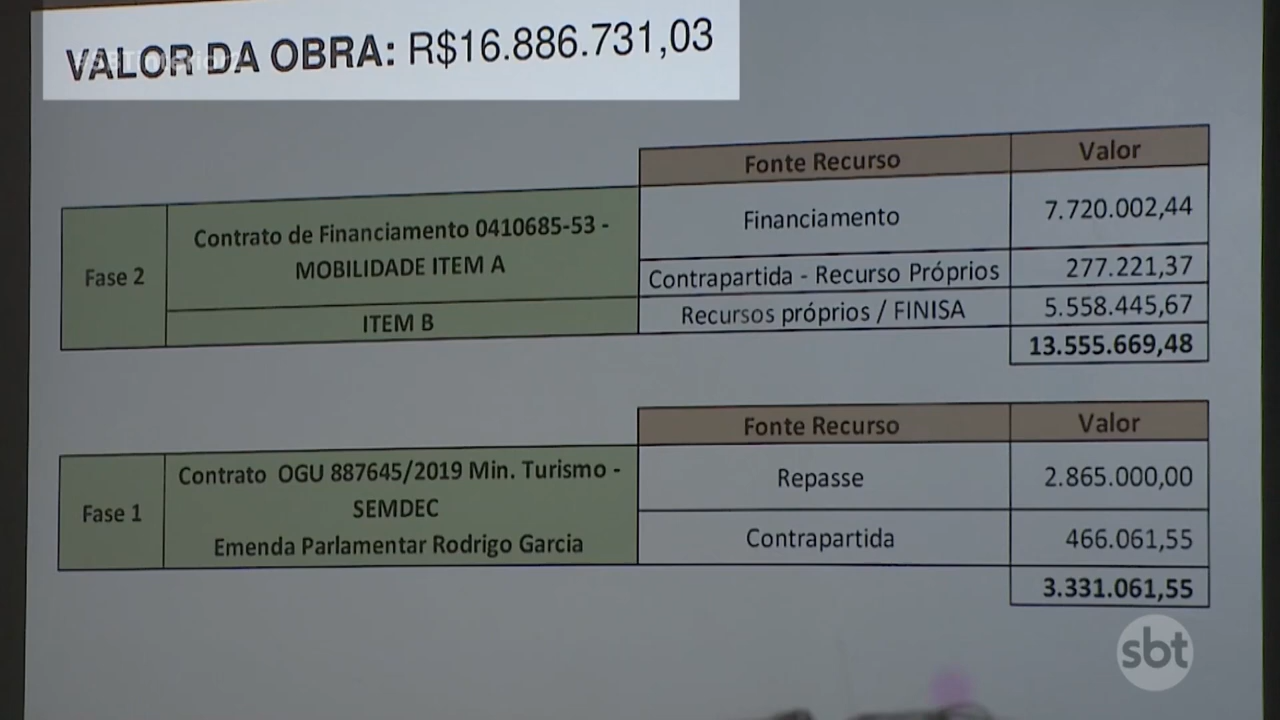 VALOR DA OBRA: R$16.886.731,03
Fonte Recurso Valor
Fase 2
Contrato de Financiamento 0410685-53 -
MOBILIDADE ITEM A
Financiamento 7.720.002,44
Contrapartida - Recurso Próprios 277.221,37
ITEM B
Recursos próprios / FINISA 5.558.445,67
13.555.669,48
Fonte Recurso Valor
Fase 1
Contrato OGU 887645/2019 Min. Turismo -
SEMDEC
Emenda Parlamentar Rodrigo Garcia
Repasse 2.865.000,00
Contrapartida 466.061,55
3.331.061,55
sbt